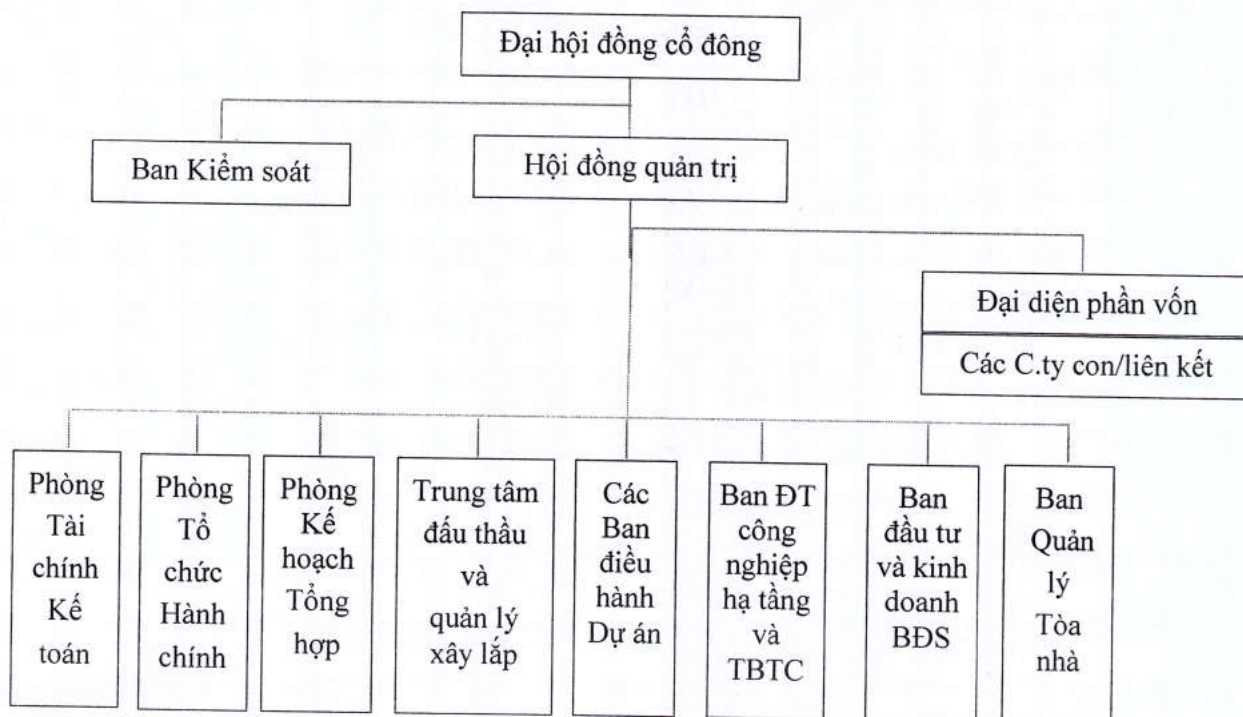 Đại hội đồng cổ đông
Ban Kiểm soát
Hội đồng quản trị
Đại diện phần vốn
Các C.ty con/liên kết
Phòng
Tài
chính
Kế
toán
Phòng
Tổ
chức
Hành
chính
Phòng
Kế
hoạch
Tổng
hợp
Trung tâm
đấu thầu
và
quản lý
xây lắp
Các
Ban
điều
hành
Dự án
Ban ĐT
công
nghiệp
hạ tầng
và
TBTC
Ban
đầu tư
và kinh
doanh
BĐS
Ban
Quản
lý
Tòa
nhà